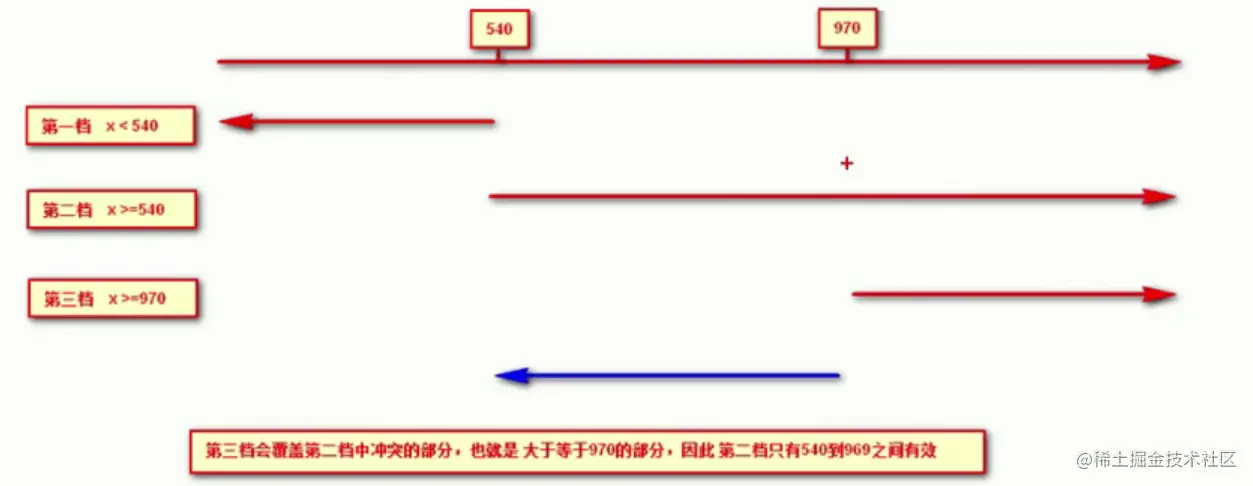 540
970
第一档 x < 540
第二档 x >=540
第三档 x >=970
第三档会覆盖第二档中冲突的部分，也就是 大于等于970的部分，因此 第二档只有540到969之间有效
@稀土掘金技术社区